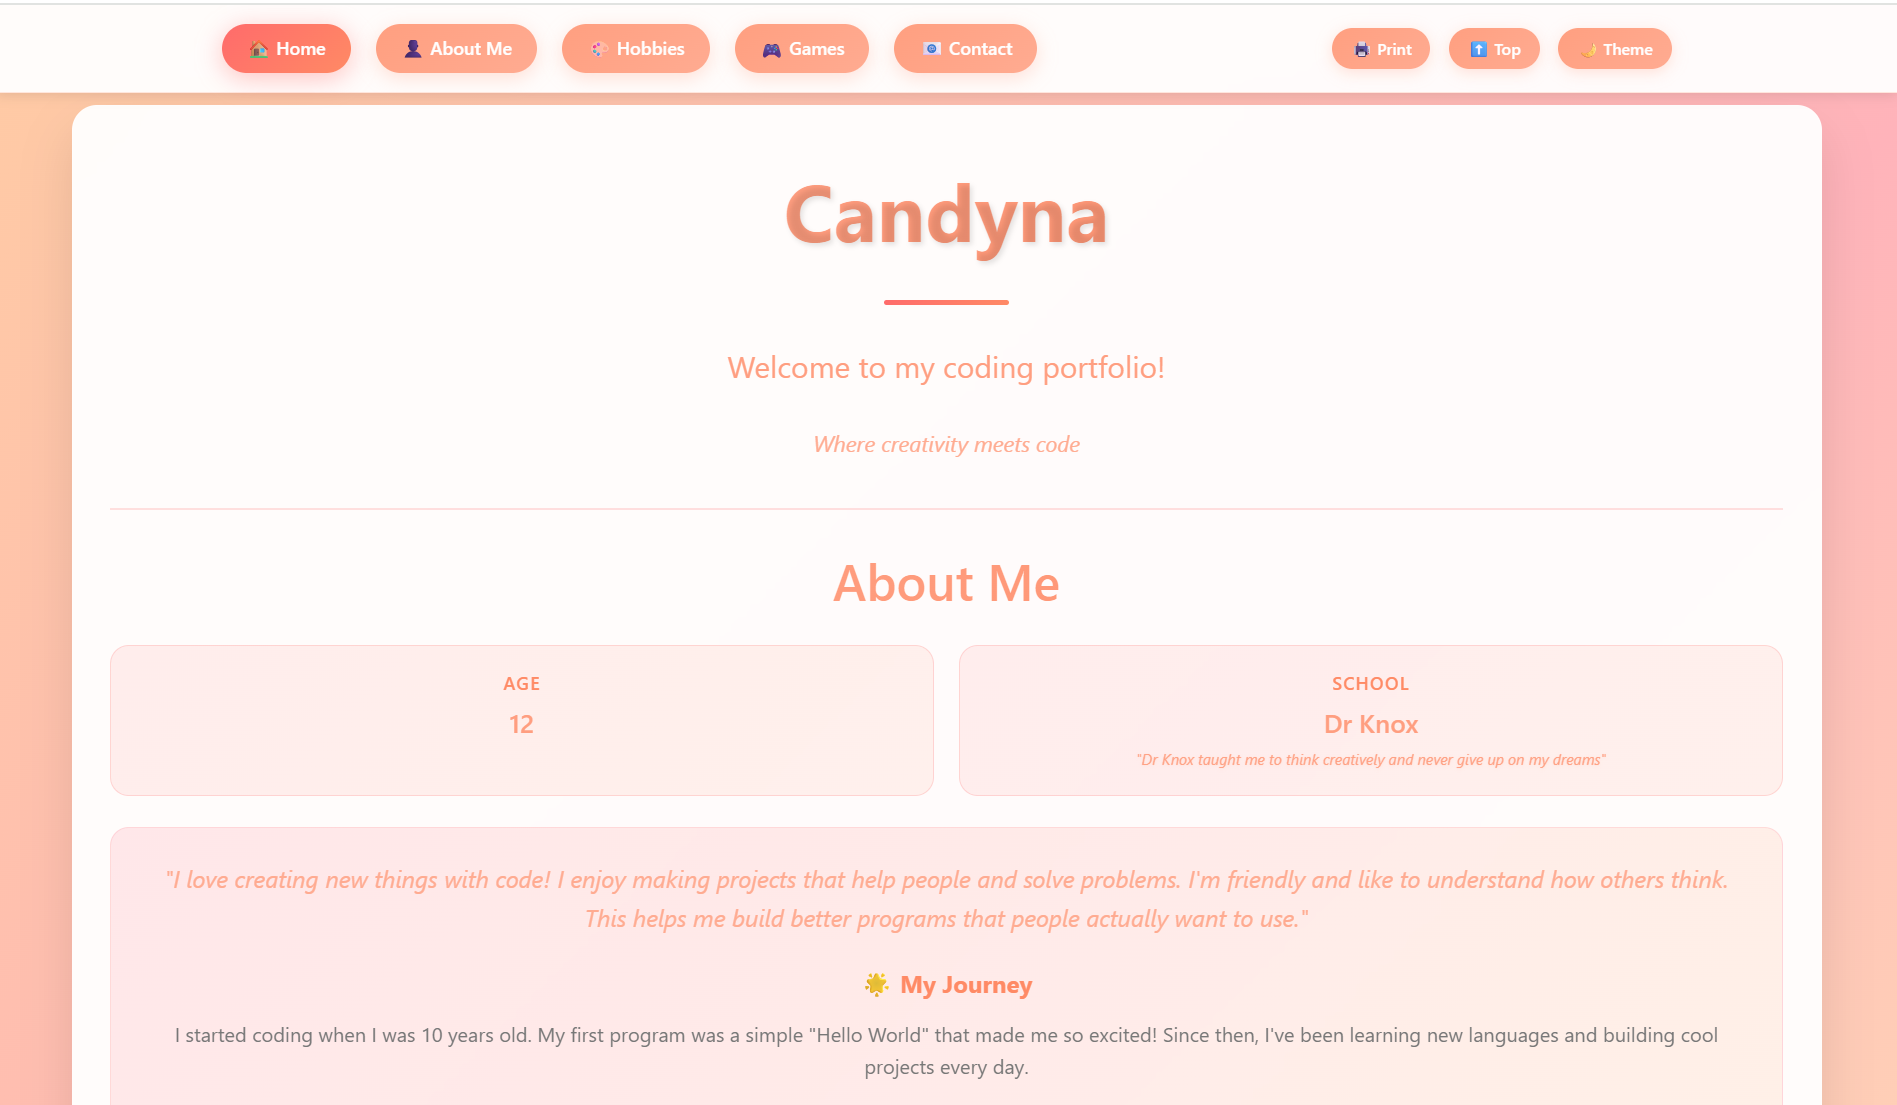 Home About Me Hobbies Games Contact Print Top Theme
Candyna
Welcome to my coding portfolio!
Where creativity meets code
About Me
AGE
12
SCHOOL
Dr Knox
"Dr Knox taught me to think creatively and never give up on my dreams"
"I love creating new things with code! I enjoy making projects that help people and solve problems. I'm friendly and like to understand how others think.
This helps me build better programs that people actually want to use."
🌟 My Journey
I started coding when I was 10 years old. My first program was a simple "Hello World" that made me so excited! Since then, I've been learning new languages and building cool
projects every day.